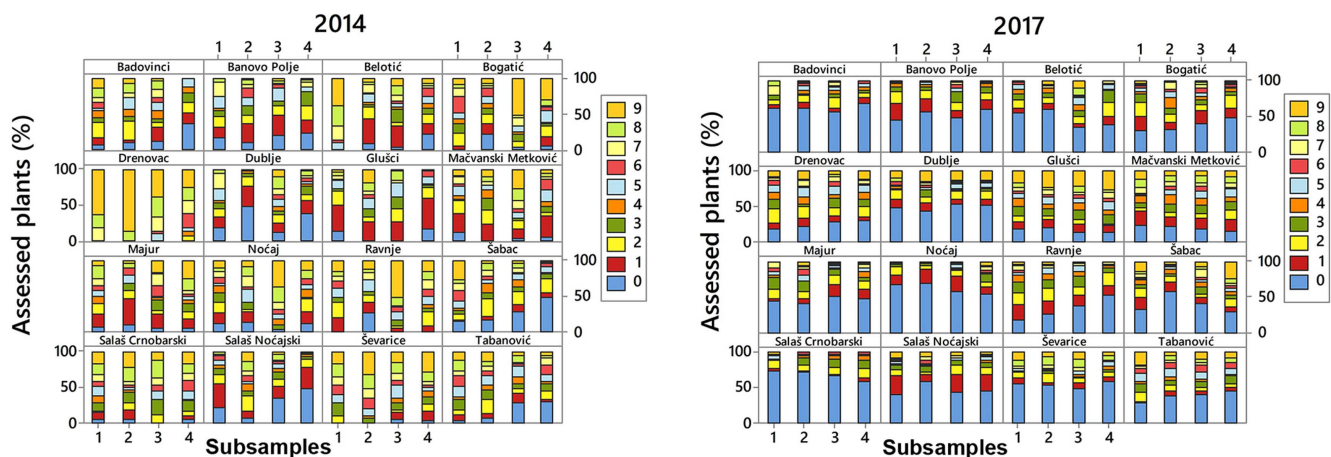 2014
1 2 3 4 1 2 3 4
Badovinci Banovo Polje Belotić Bogatić
100
50
0
Drenovac Dublje Glušci Mačvanski Metković
100
50
0
Majur Noćaj Ravnje Šabac
100
50
0
Salaš Crnobarski Salaš Noćajski Ševarice Tabanović
100
50
0
1 2 3 4 1 2 3 4
Assessed plants (%)
Subsamples
9
8
7
6
5
4
3
2
1
0
2017
1 2 3 4 1 2 3 4
Badovinci Banovo Polje Belotić Bogatić
100
50
0
Drenovac Dublje Glušci Mačvanski Metković
100
50
0
Majur Noćaj Ravnje Šabac
100
50
0
Salaš Crnobarski Salaš Noćajski Ševarice Tabanović
100
50
0
1 2 3 4 1 2 3 4
Assessed plants (%)
Subsamples
9
8
7
6
5
4
3
2
1
0